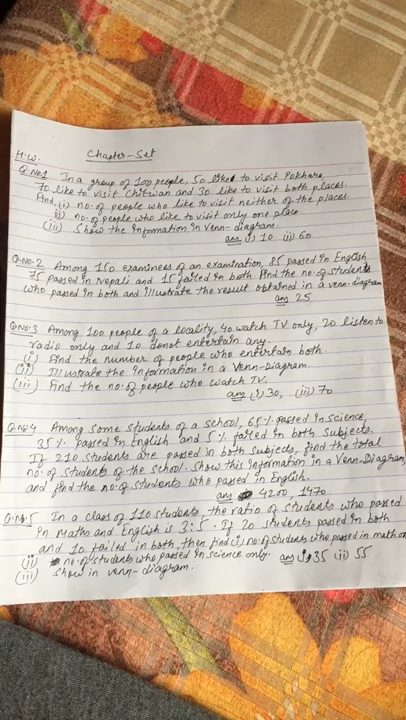 H.W. Chapter-Set
Q.No.1 In a group of 100 people, 50 liked to visit Pokhara,
70 like to visit Chitwan and 30 like to visit both places.
Find, (i) no. of people who like to visit neither of the places
(ii) no. of people who like to visit only one place
(iii) Show the information in Venn-diagram.
ans (i) 10 ii) 60
Q.No-2 Among 150 examinees of an examination, 85 passed in English
75 passed in Nepali and 15 failed in both. Find the no. of students
who passed in both and illustrate the result obtained in a venn-diagram
ans 25
Q.No-3 Among 100 people of a locality, 40 watch TV only, 20 listen to
radio only and 10 donot entertain any.
(i) Find the number of people who entertain both.
(ii) Illustrate the information in a Venn-Diagram.
(iii) Find the no. of people who watch TV.
ans (i) 30, (iii) 70
Q.No.4 Among some students of a school, 65% passed in Science,
35% passed in English and 5% failed in both subjects.
If 210 students are passed in both subjects, find the total
no. of students of the school. Show this information in a Venn-Diagram
and find the no. of students who passed in English.
ans 4200, 1470
Q.No.5 In a class of 110 students, the ratio of students who passed
in Maths and English is 3:5. If 20 students passed in both
and 10 failed in both, then find (i) no. of students who passed in math on
(ii) no. of students who passed in science only. ans i) 35 (ii) 55
(iii) Show in venn-diagram.